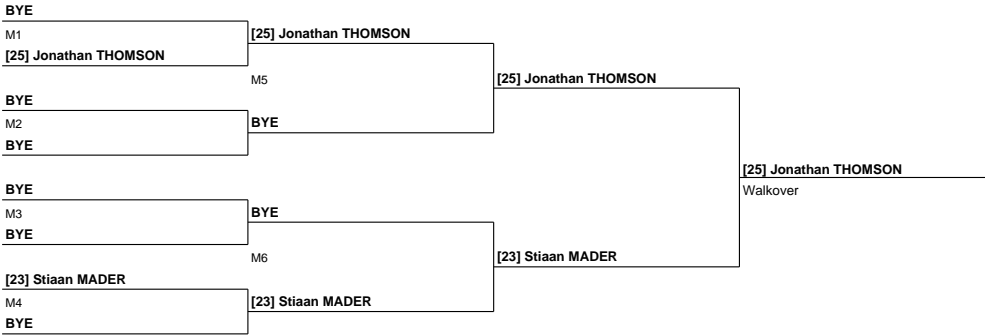 BYE
M1
[25] Jonathan THOMSON
[25] Jonathan THOMSON
M5
[25] Jonathan THOMSON
BYE
M2
BYE
BYE
[25] Jonathan THOMSON
Walkover
BYE
M3
BYE
BYE
M6
[23] Stiaan MADER
[23] Stiaan MADER
M4
[23] Stiaan MADER
BYE